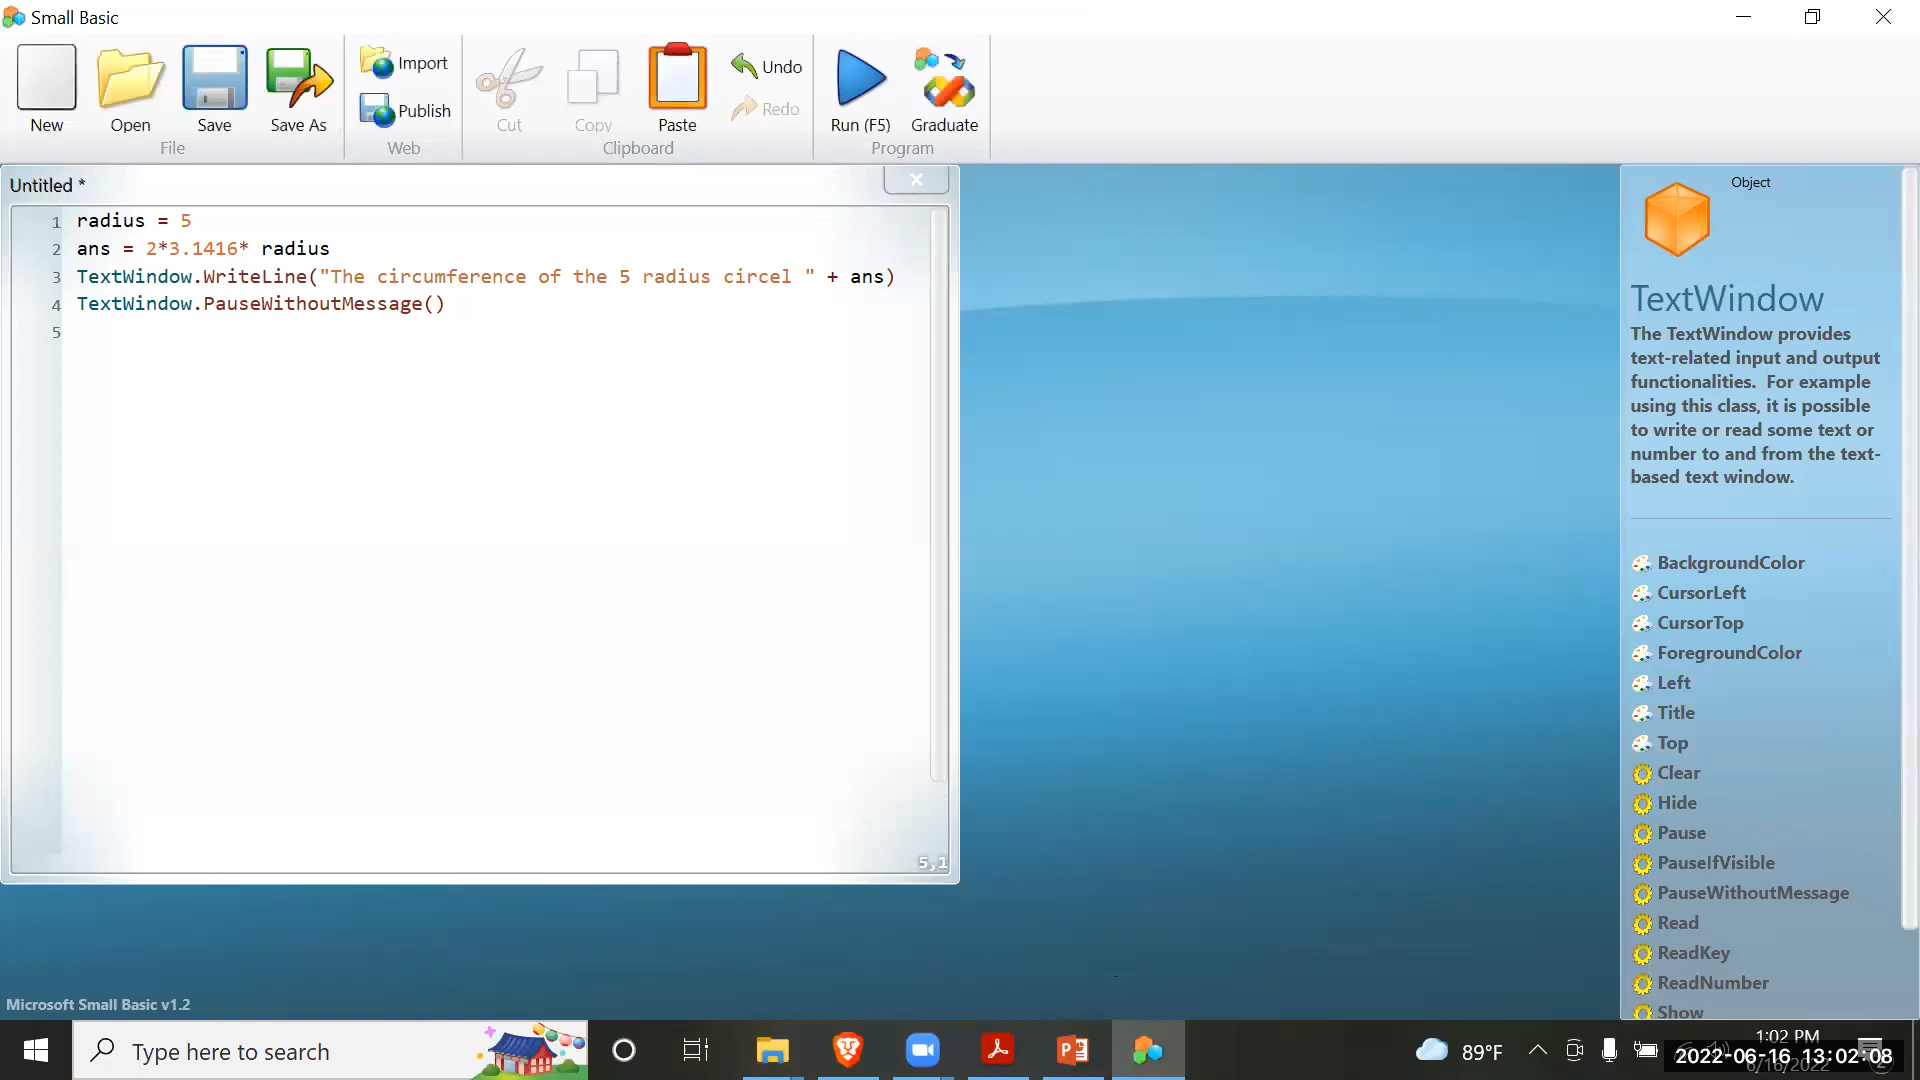 Small Basic
New
Open
Save
Save As
File
Import
Publish
Web
Cut
Copy
Paste
Undo
Redo
Clipboard
Run (F5)
Graduate
Program
Untitled *
1 radius = 5
2 ans = 2*3.1416* radius
3 TextWindow.WriteLine("The circumference of the 5 radius circel " + ans)
4 TextWindow.PauseWithoutMessage()
5
5,1
Microsoft Small Basic v1.2
Object
TextWindow
The TextWindow provides
text-related input and output
functionalities. For example
using this class, it is possible
to write or read some text or
number to and from the text-
based text window.
BackgroundColor
CursorLeft
CursorTop
ForegroundColor
Left
Title
Top
Clear
Hide
Pause
PauseIfVisible
PauseWithoutMessage
Read
ReadKey
ReadNumber
Show
Type here to search
89°F
1:02 PM
2022-06-16 13:02:08
6/16/2022